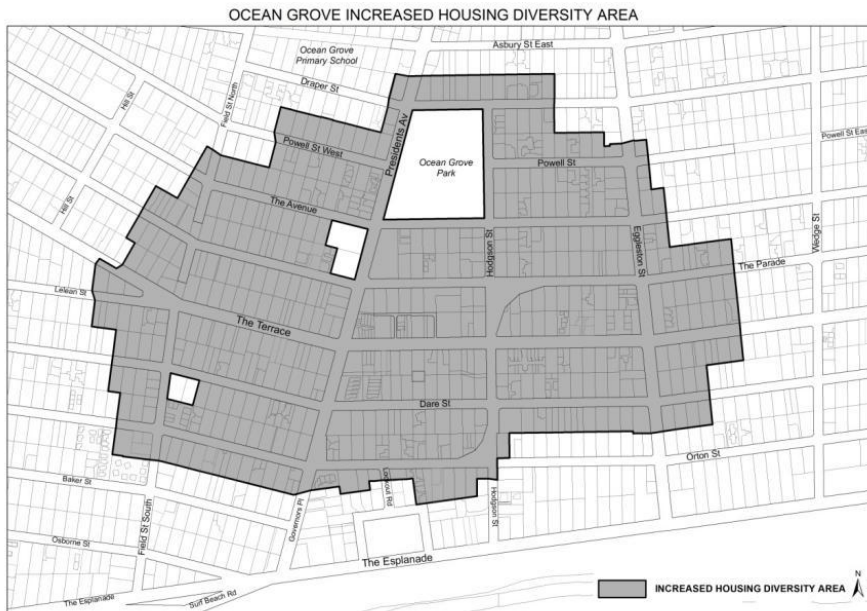 OCEAN GROVE INCREASED HOUSING DIVERSITY AREA
Asbury St East
Ocean Grove
Primary School
Draper St
Hill St
Field St North
Presidents Av
Powell St West
Ocean Grove
Park
Powell St
Powell St East
The Avenue
Hill St
Hodgson St
Eggleston St
Wedge St
The Parade
Lelean St
The Terrace
Dare St
Orton St
Baker St
Field St South
Governors Pl
Lookout Rd
Hodgson St
Osborne St
The Esplanade
The Esplanade
Surf Beach Rd
INCREASED HOUSING DIVERSITY AREA
N